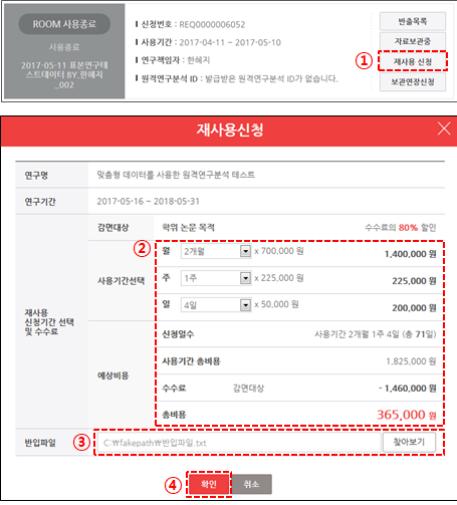 ROOM 사용종료
사용종료
2017-05-11 표본연구테
스트데이터 BY_한혜지
_002
신청번호 : REQ0000006052
사용기간 : 2017-04-11 ~ 2017-05-10
연구책임자 : 한혜지
원격연구분석 ID : 발급받은 원격연구분석 ID가 없습니다.
반출목록
자료보관중
① 재사용 신청
보관연장신청
재사용신청
연구명 맞춤형 데이터를 사용한 원격연구분석 테스트
연구기간 2017-05-16 ~ 2018-05-31
재사용
신청기간 선택
및 수수료
감면대상 학위 논문 목적 수수료의 80% 할인
②
사용기간선택
월 2개월 x 700,000 원 1,400,000 원
주 1주 x 225,000 원 225,000 원
일 4일 x 50,000 원 200,000 원
예상비용
신청일수 사용기간 2개월 1주 4일 (총 71일)
사용기간 총비용 1,825,000 원
수수료 감면대상 - 1,460,000 원
총비용 365,000 원
반입파일 ③ C:₩fakepath₩반입파일.txt 찾아보기
④ 확인 취소